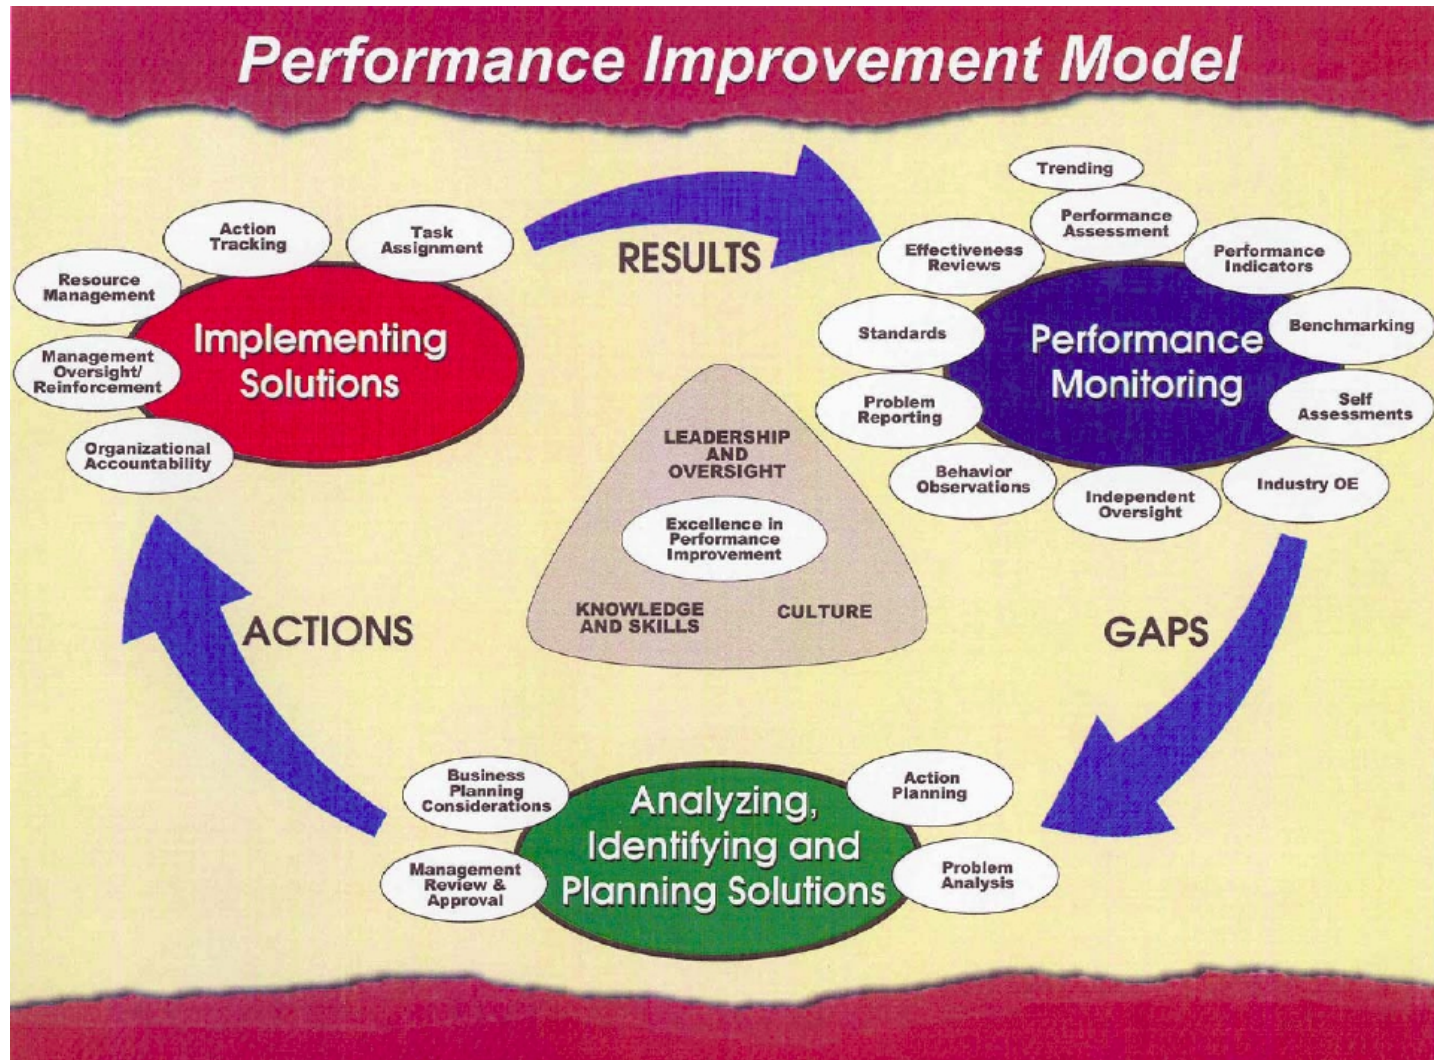 Performance Improvement Model
Action
Tracking
Task
Assignment
Resource
Management
Management
Oversight/
Reinforcement
Organizational
Accountability
Implementing
Solutions
RESULTS
Trending
Performance
Assessment
Effectiveness
Reviews
Performance
Indicators
Standards
Benchmarking
Problem
Reporting
Self
Assessments
Behavior
Observations
Independent
Oversight
Industry OE
Performance
Monitoring
LEADERSHIP
AND
OVERSIGHT
Excellence in
Performance
Improvement
KNOWLEDGE
AND SKILLS
CULTURE
ACTIONS
GAPS
Business
Planning
Considerations
Management
Review &
Approval
Analyzing,
Identifying and
Planning Solutions
Action
Planning
Problem
Analysis